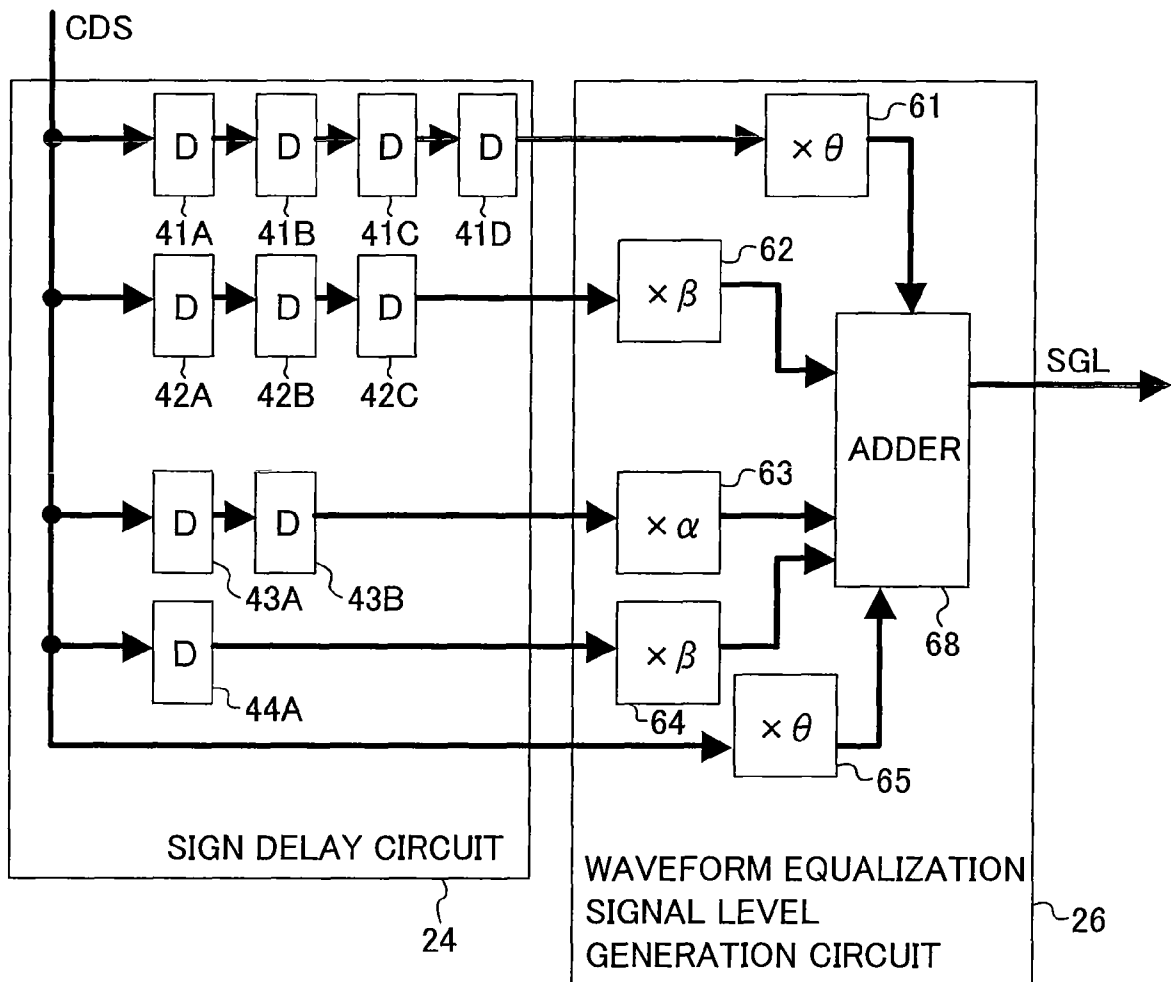 CDS
61
D D D D
× θ
41A 41B 41C 41D
62
D D D
× β
42A 42B 42C
SGL
ADDER
63
D D
× α
43A 43B
68
D
× β
44A
64
× θ
65
SIGN DELAY CIRCUIT
24
WAVEFORM EQUALIZATION
SIGNAL LEVEL
GENERATION CIRCUIT
26